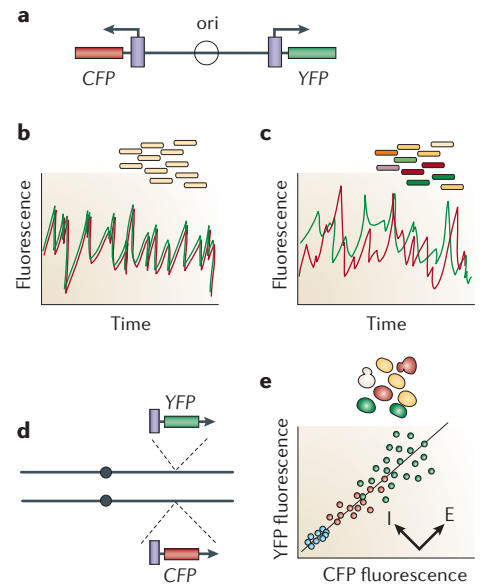 a
ori
CFP
YFP
b
Fluorescence
Time
c
Fluorescence
Time
d
YFP
CFP
e
YFP fluorescence
I
E
CFP fluorescence